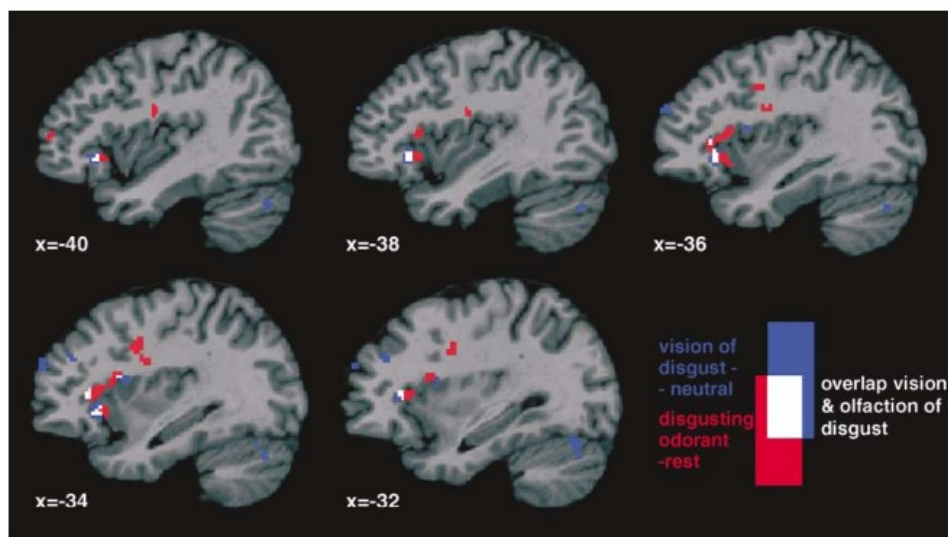 x=-40
x=-38
x=-36
x=-34
x=-32
vision of
disgust -
- neutral
disgusting
odorant
-rest
overlap vision
& olfaction of
disgust